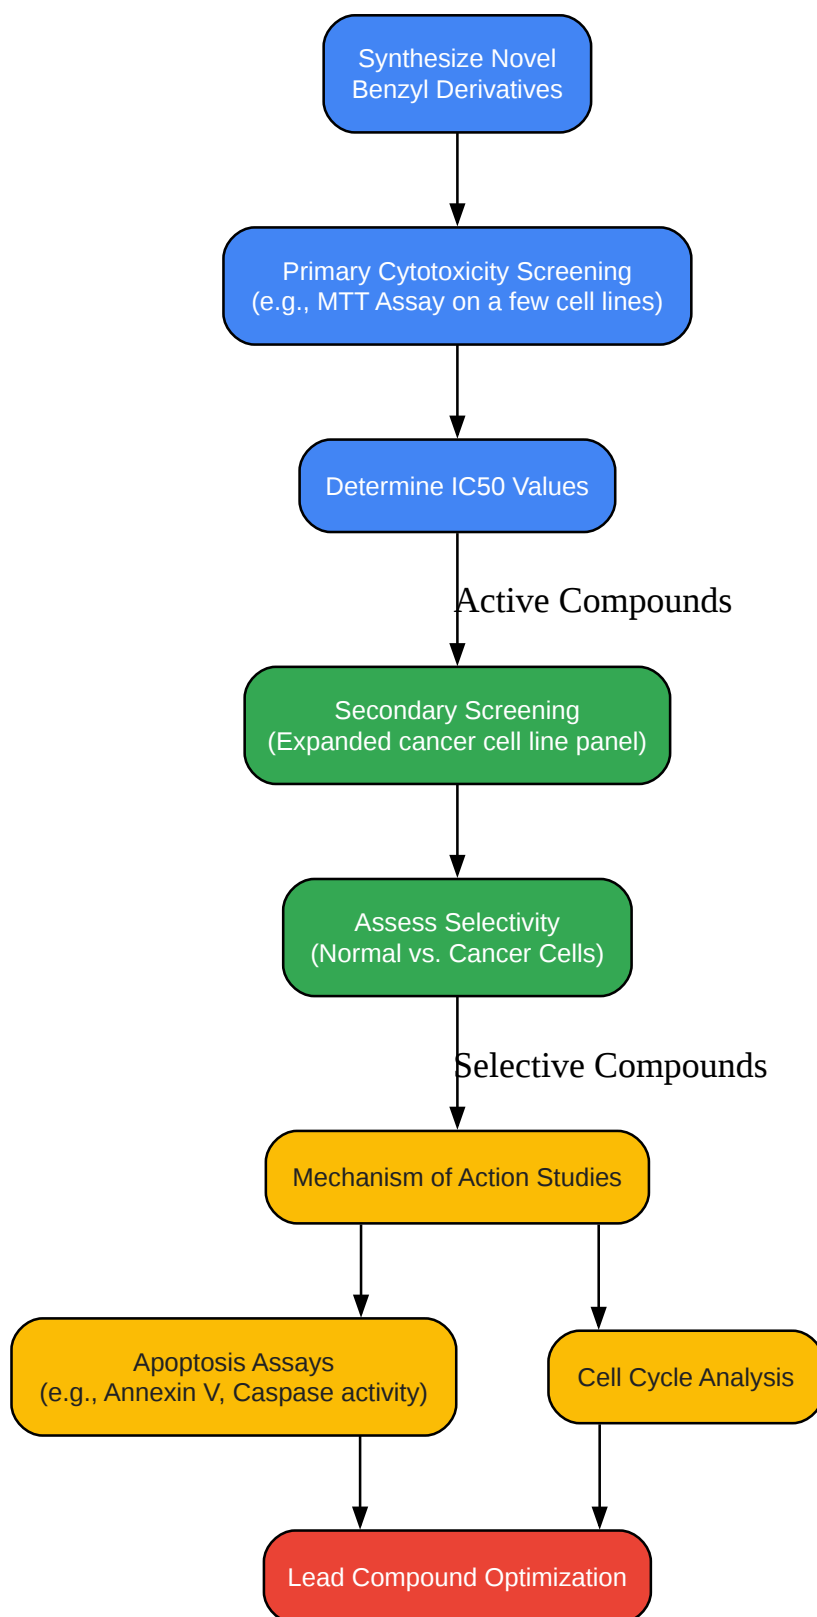 Synthesize Novel
Benzyl Derivatives
Primary Cytotoxicity Screening
(e.g., MTT Assay on a few cell lines)
Determine IC50 Values
Active Compounds
Secondary Screening
(Expanded cancer cell line panel)
Assess Selectivity
(Normal vs. Cancer Cells)
Selective Compounds
Mechanism of Action Studies
Apoptosis Assays
(e.g., Annexin V, Caspase activity)
Cell Cycle Analysis
Lead Compound Optimization